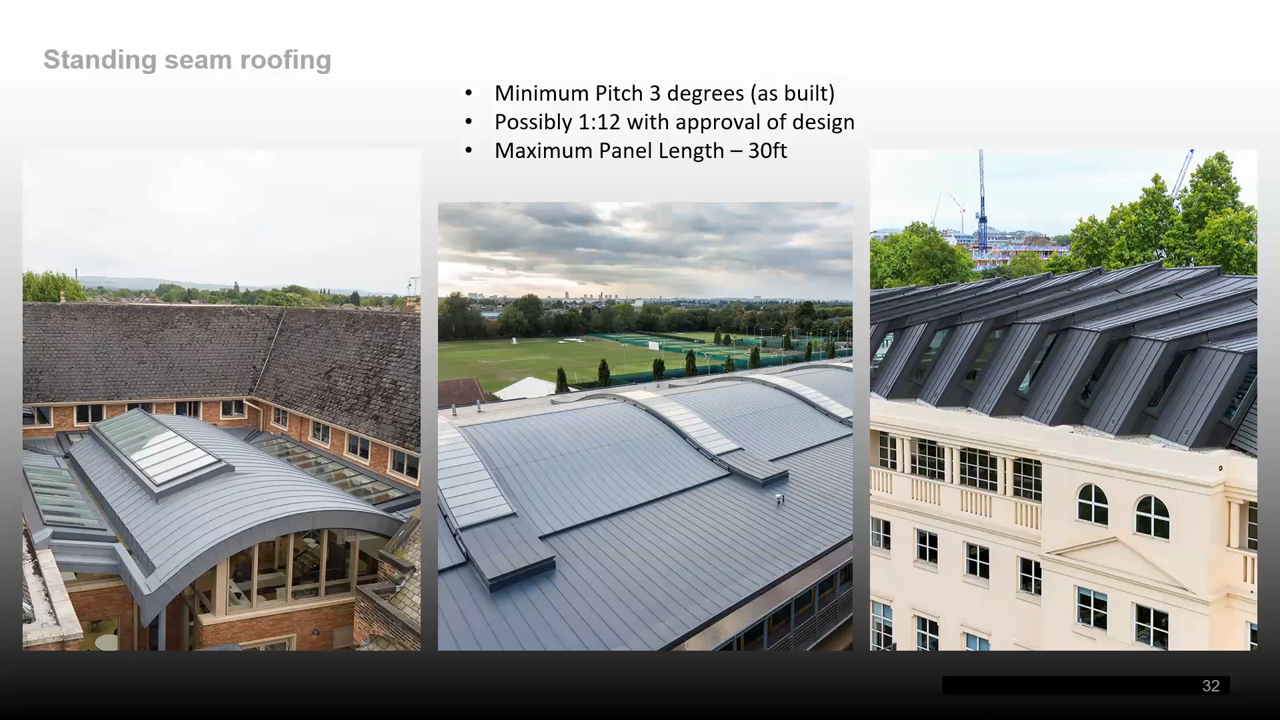 Standing seam roofing
• Minimum Pitch 3 degrees (as built)
• Possibly 1:12 with approval of design
• Maximum Panel Length – 30ft
32